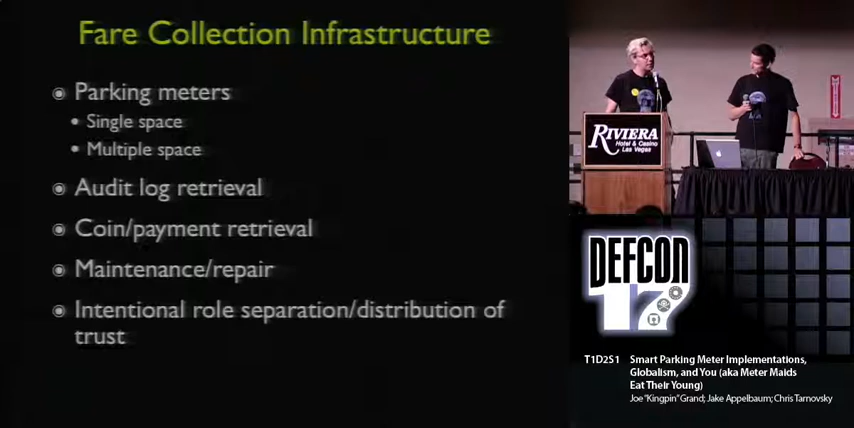 Fare Collection Infrastructure
Parking meters
Single space
Multiple space
Audit log retrieval
Coin/payment retrieval
Maintenance/repair
Intentional role separation/distribution of
trust
RIVIERA
Hotel & Casino
Las Vegas
DEFCON
17
T1D2S1 Smart Parking Meter Implementations,
Globalism, and You (aka Meter Maids
Eat Their Young)
Joe "Kingpin" Grand; Jake Appelbaum; Chris Tarnovsky